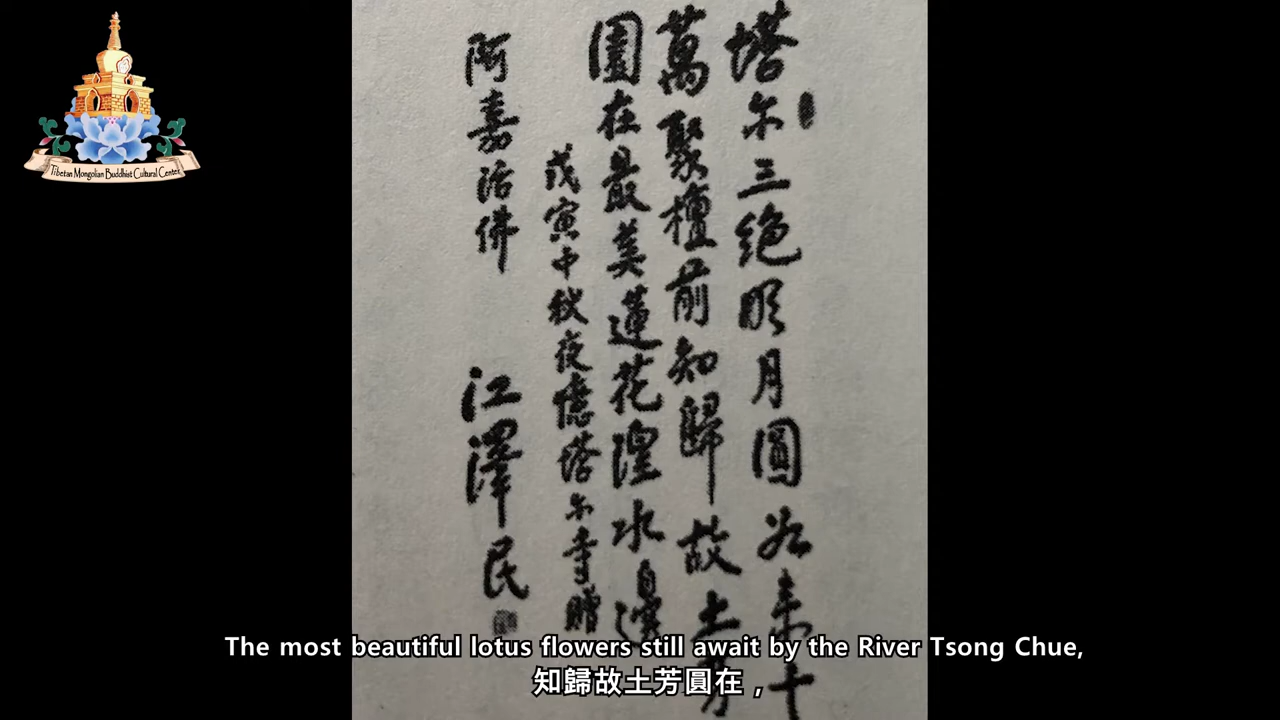 Tibetan Mongolian Buddhist Cultural Center
塔尔三绝明月圓如来十
萬聚檀前知歸故土芳
園在最美蓮花湟水邊
戊寅中秋夜憶塔尔寺贈
阿嘉活佛 江澤民
The most beautiful lotus flowers still await by the River Tsong Chue,
知歸故土芳圓在，